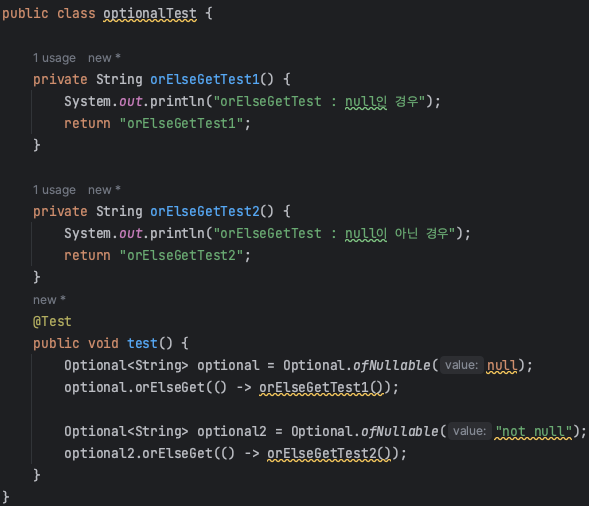 public class optionalTest {
1 usage new *
private String orElseGetTest1() {
System.out.println("orElseGetTest : null인 경우");
return "orElseGetTest1";
}
1 usage new *
private String orElseGetTest2() {
System.out.println("orElseGetTest : null이 아닌 경우");
return "orElseGetTest2";
}
new *
@Test
public void test() {
Optional<String> optional = Optional.ofNullable( value: null);
optional.orElseGet(() -> orElseGetTest1());
Optional<String> optional2 = Optional.ofNullable( value: "not null");
optional2.orElseGet(() -> orElseGetTest2());
}
}